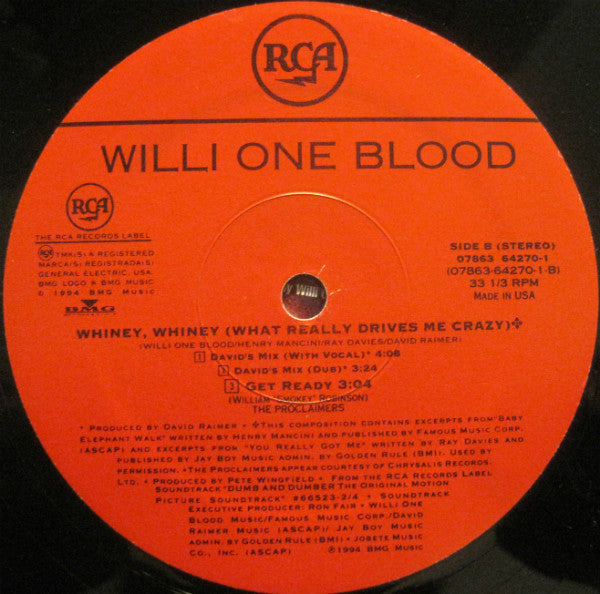 RCA
WILLI ONE BLOOD
RCA
THE RCA RECORDS LABEL
RCA TMK(S) ® REGISTERED
MARCA(S) REGISTRADA(S)
GENERAL ELECTRIC, USA.
BMG LOGO ® BMG MUSIC
© 1994 BMG MUSIC
BMG
SIDE B (STEREO)
07863 64270-1
(07863-64270-1-B)
33 1/3 RPM
MADE IN USA
y Will
WHINEY, WHINEY (WHAT REALLY DRIVES ME CRAZY)✤
(WILLI ONE BLOOD/HENRY MANCINI/RAY DAVIES/DAVID RAIMER)
1 DAVID'S MIX (WITH VOCAL)* 4:06
2 DAVID'S MIX (DUB)* 3:24
3 GET READY 3:04
(WILLIAM "SMOKEY" ROBINSON)
THE PROCLAIMERS
* PRODUCED BY DAVID RAIMER • ✤THIS COMPOSITION CONTAINS EXCERPTS FROM "BABY
ELEPHANT WALK" WRITTEN BY HENRY MANCINI AND PUBLISHED BY FAMOUS MUSIC CORP.
(ASCAP) AND EXCERPTS FROM "YOU REALLY GOT ME" WRITTEN BY RAY DAVIES AND
PUBLISHED BY JAY BOY MUSIC ADMIN. BY GOLDEN RULE (BMI). USED BY
PERMISSION. •THE PROCLAIMERS APPEAR COURTESY OF CHRYSALIS RECORDS,
LTD. • PRODUCED BY PETE WINGFIELD • FROM THE RCA RECORDS LABEL
SOUNDTRACK "DUMB AND DUMBER THE ORIGINAL MOTION
PICTURE SOUNDTRACK" #66523-2/4 • SOUNDTRACK
EXECUTIVE PRODUCER: RON FAIR • WILLI ONE
BLOOD MUSIC/FAMOUS MUSIC CORP./DAVID
RAIMER MUSIC (ASCAP)/ JAY BOY MUSIC
ADMIN. BY GOLDEN RULE (BMI) • JOBETE MUSIC
CO., INC. (ASCAP) ℗1994 BMG MUSIC